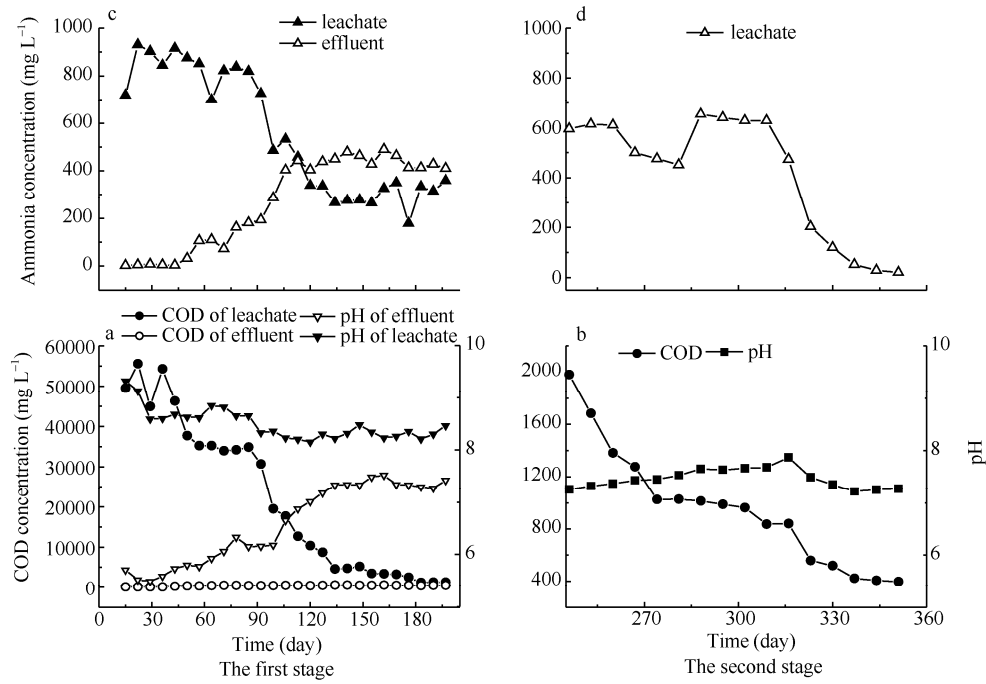 c
leachate
effluent
Ammonia concentration (mg L⁻¹)
1000
800
600
400
200
0
d
leachate
1000
800
600
400
200
0
COD of leachate
pH of effluent
COD of effluent
pH of leachate
a
COD concentration (mg L⁻¹)
60000
50000
40000
30000
20000
10000
0
10
8
6
0 30 60 90 120 150 180
Time (day)
The first stage
b
COD
pH
2000
1600
1200
800
400
10
8
6
pH
270 300 330 360
Time (day)
The second stage